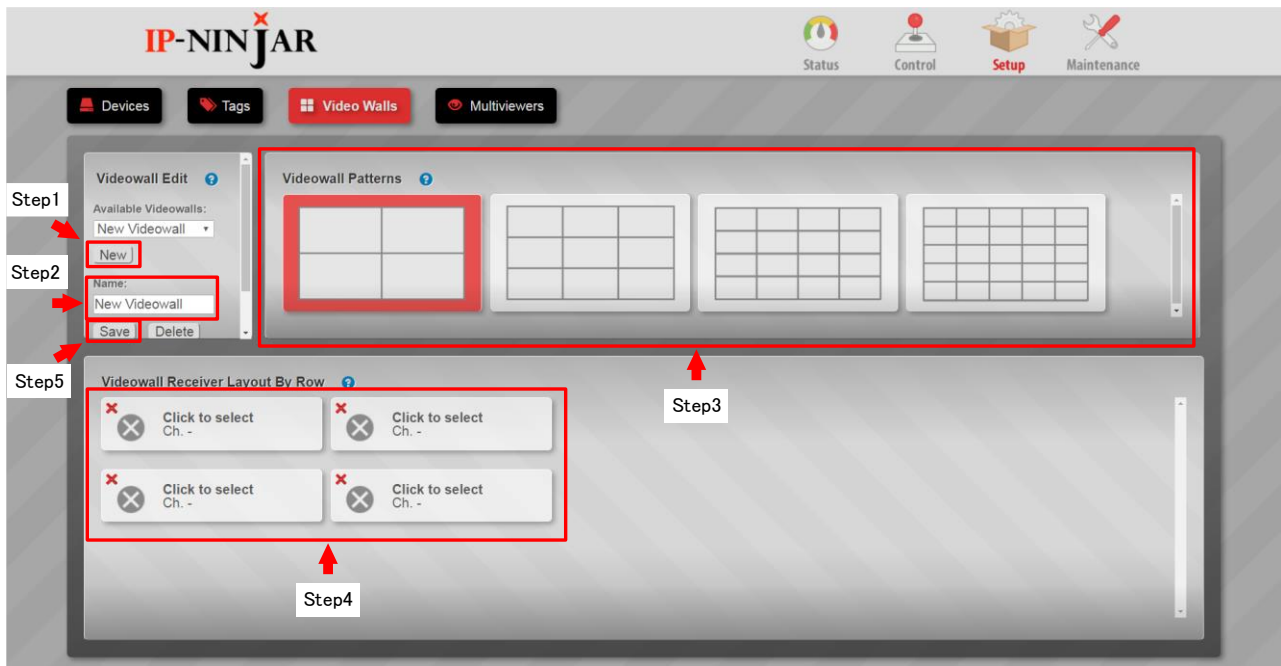 IP-NINJAR
Status
Control
Setup
Maintenance
Devices
Tags
Video Walls
Multiviewers
Step1
Step2
Step5
Videowall Edit ?
Available Videowalls:
New Videowall
New
Name:
New Videowall
Save Delete
Videowall Patterns ?
Step3
Videowall Receiver Layout By Row ?
Click to select
Ch. -
Click to select
Ch. -
Click to select
Ch. -
Click to select
Ch. -
Step4